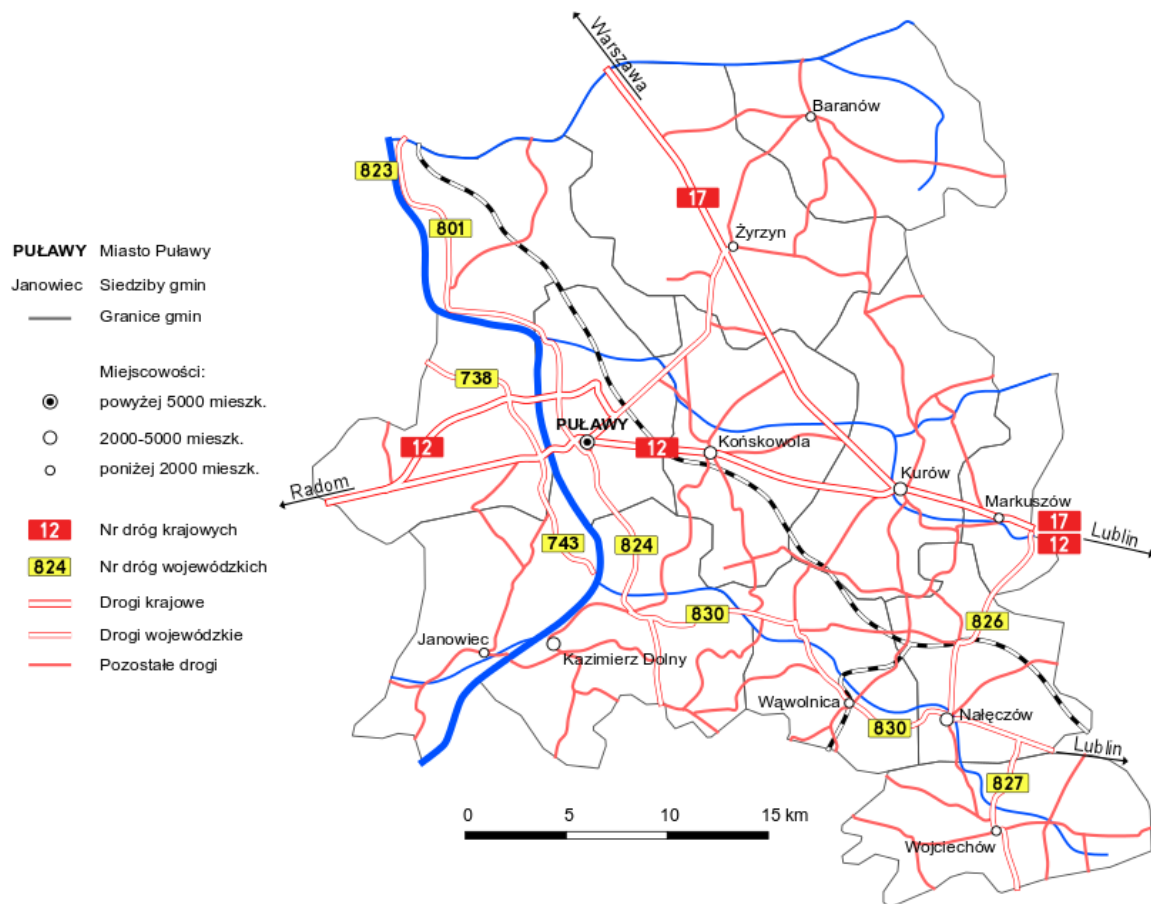 Warszawa
Baranów
823
17
801
Żyrzyn
PUŁAWY Miasto Puławy
Janowiec Siedziby gmin
Granice gmin
Miejscowości:
powyżej 5000 mieszk.
2000-5000 mieszk.
poniżej 2000 mieszk.
12 Nr dróg krajowych
824 Nr dróg wojewódzkich
Drogi krajowe
Drogi wojewódzkie
Pozostałe drogi
738
PUŁAWY
12
12
Końskowola
Radom
Kurów
Markuszów
17
12
Lublin
743
824
830
826
Janowiec
Kazimierz Dolny
Wąwolnica
830
Nałęczów
Lublin
827
Wojciechów
0 5 10 15 km